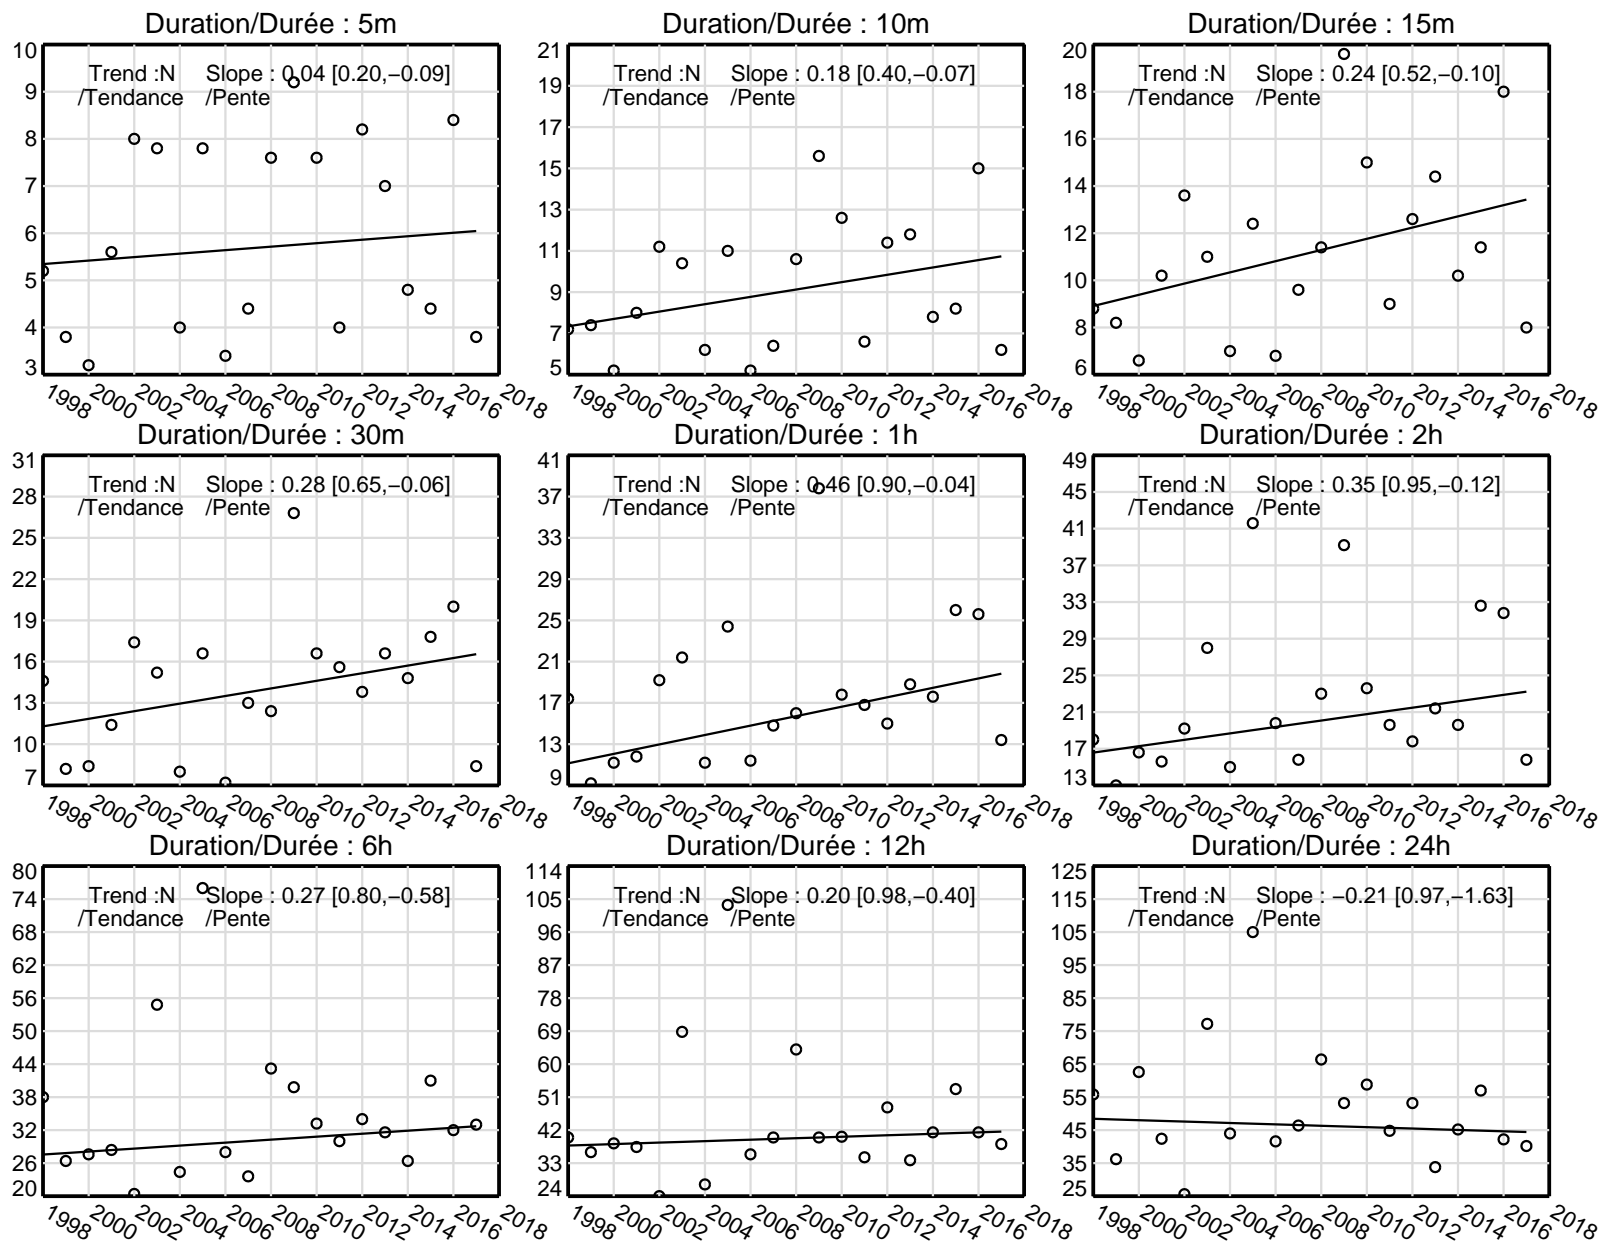 Duration/Durée : 5m
Trend :N Slope : 0.04 [0.20,−0.09]
/Tendance /Pente
10
9
8
7
6
5
4
3
1998 2000 2002 2004 2006 2008 2010 2012 2014 2016 2018
Duration/Durée : 10m
Trend :N Slope : 0.18 [0.40,−0.07]
/Tendance /Pente
21
19
17
15
13
11
9
7
5
1998 2000 2002 2004 2006 2008 2010 2012 2014 2016 2018
Duration/Durée : 15m
Trend :N Slope : 0.24 [0.52,−0.10]
/Tendance /Pente
20
18
16
14
12
10
8
6
1998 2000 2002 2004 2006 2008 2010 2012 2014 2016 2018
Duration/Durée : 30m
Trend :N Slope : 0.28 [0.65,−0.06]
/Tendance /Pente
31
28
25
22
19
16
13
10
7
1998 2000 2002 2004 2006 2008 2010 2012 2014 2016 2018
Duration/Durée : 1h
Trend :N Slope : 0.46 [0.90,−0.04]
/Tendance /Pente
41
37
33
29
25
21
17
13
9
1998 2000 2002 2004 2006 2008 2010 2012 2014 2016 2018
Duration/Durée : 2h
Trend :N Slope : 0.35 [0.95,−0.12]
/Tendance /Pente
49
45
41
37
33
29
25
21
17
13
1998 2000 2002 2004 2006 2008 2010 2012 2014 2016 2018
Duration/Durée : 6h
Trend :N Slope : 0.27 [0.80,−0.58]
/Tendance /Pente
80
74
68
62
56
50
44
38
32
26
20
1998 2000 2002 2004 2006 2008 2010 2012 2014 2016 2018
Duration/Durée : 12h
Trend :N Slope : 0.20 [0.98,−0.40]
/Tendance /Pente
114
105
96
87
78
69
60
51
42
33
24
1998 2000 2002 2004 2006 2008 2010 2012 2014 2016 2018
Duration/Durée : 24h
Trend :N Slope : −0.21 [0.97,−1.63]
/Tendance /Pente
125
115
105
95
85
75
65
55
45
35
25
1998 2000 2002 2004 2006 2008 2010 2012 2014 2016 2018